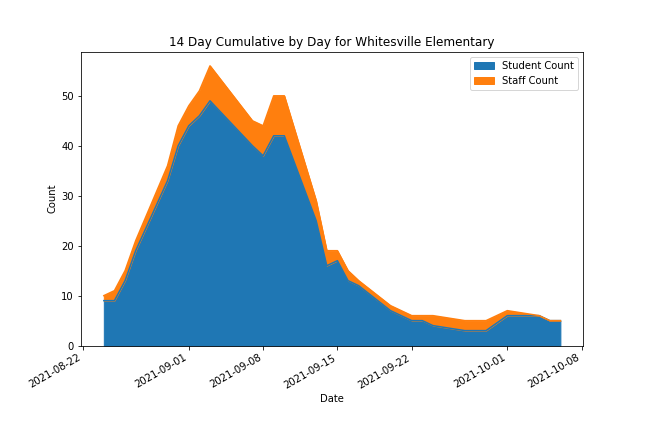 14 Day Cumulative by Day for Whitesville Elementary
Student Count
Staff Count
50
40
30
20
10
0
Count
2021-08-22
2021-09-01
2021-09-08
2021-09-15
2021-09-22
2021-10-01
2021-10-08
Date